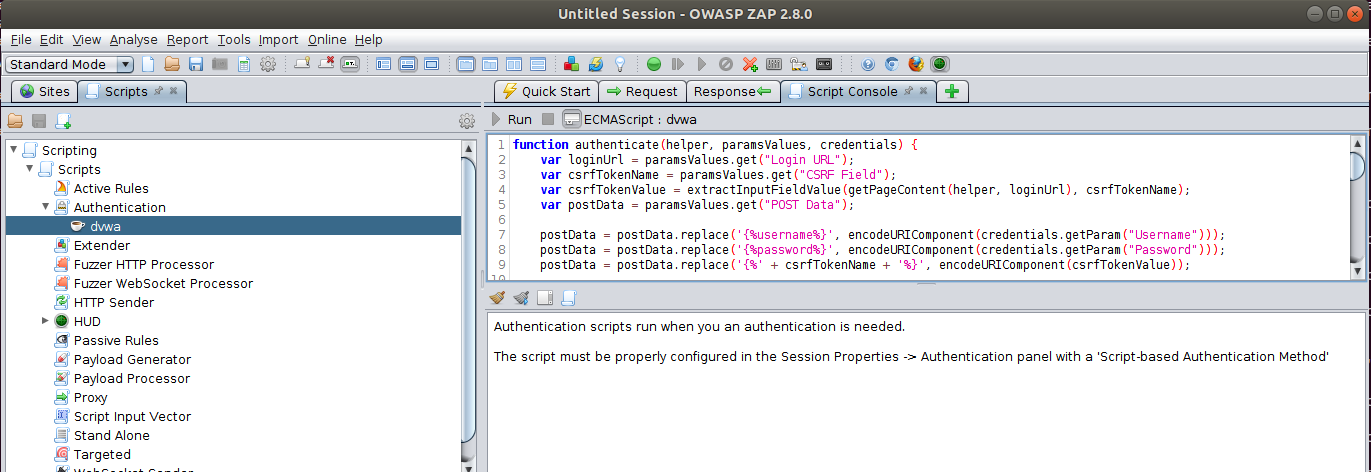 Untitled Session - OWASP ZAP 2.8.0
File Edit View Analyse Report Tools Import Online Help
Standard Mode
Sites Scripts
Quick Start Request Response Script Console
Run ECMAScript : dvwa
Scripting
Scripts
Active Rules
Authentication
dvwa
Extender
Fuzzer HTTP Processor
Fuzzer WebSocket Processor
HTTP Sender
HUD
Passive Rules
Payload Generator
Payload Processor
Proxy
Script Input Vector
Stand Alone
Targeted
WebSocket Sender
1 function authenticate(helper, paramsValues, credentials) {
2 var loginUrl = paramsValues.get("Login URL");
3 var csrfTokenName = paramsValues.get("CSRF Field");
4 var csrfTokenValue = extractInputFieldValue(getPageContent(helper, loginUrl), csrfTokenName);
5 var postData = paramsValues.get("POST Data");
6
7 postData = postData.replace('{%username%}', encodeURIComponent(credentials.getParam("Username")));
8 postData = postData.replace('{%password%}', encodeURIComponent(credentials.getParam("Password")));
9 postData = postData.replace('{%' + csrfTokenName + '%}', encodeURIComponent(csrfTokenValue));
10
Authentication scripts run when you an authentication is needed.
The script must be properly configured in the Session Properties -> Authentication panel with a 'Script-based Authentication Method'